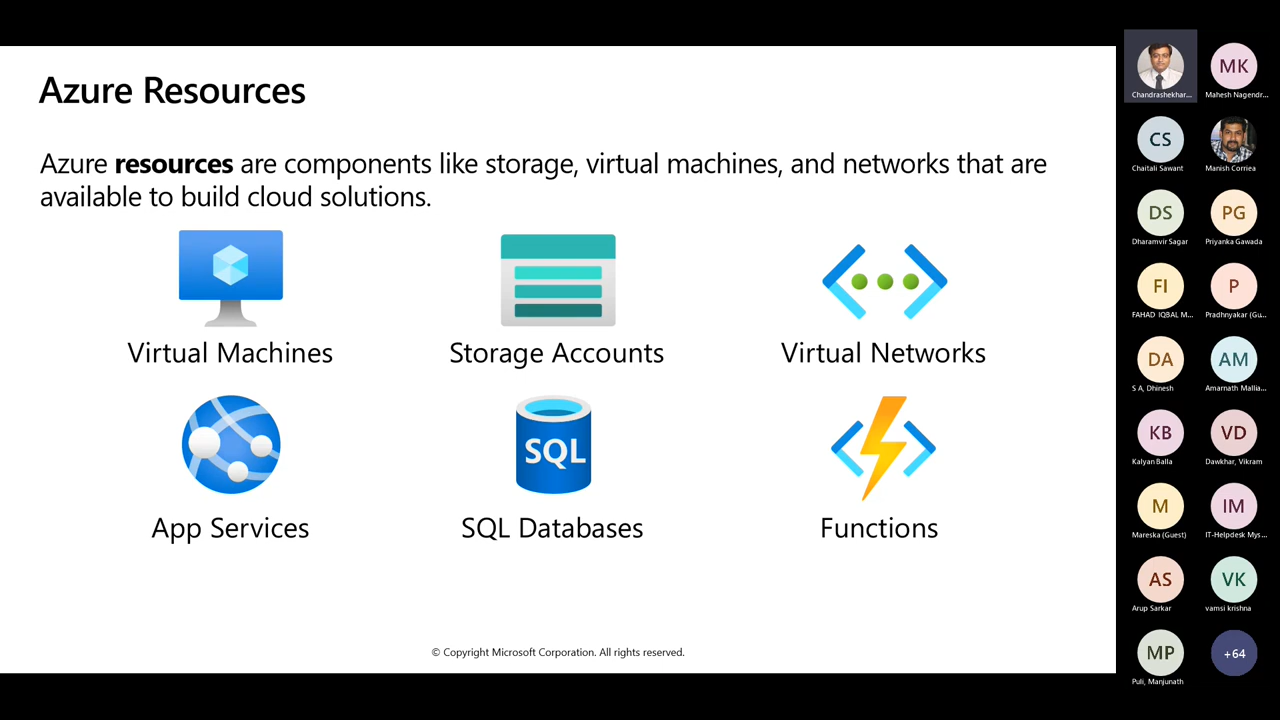 Azure Resources
Azure resources are components like storage, virtual machines, and networks that are
available to build cloud solutions.
Virtual Machines
Storage Accounts
Virtual Networks
SQL
App Services
SQL Databases
Functions
© Copyright Microsoft Corporation. All rights reserved.
Chandrashekhar...
MK
Mahesh Nagendr...
CS
Chaitali Sawant
Manish Corriea
DS
Dharamvir Sagar
PG
Priyanka Gawada
FI
FAHAD IQBAL M...
P
Pradhnyakar (Gu...
DA
S A, Dhinesh
AM
Amarnath Mallia...
KB
Kalyan Balla
VD
Dawkhar, Vikram
M
Mareska (Guest)
IM
IT-Helpdesk Mys...
AS
Arup Sarkar
VK
vamsi krishna
MP
Puli, Manjunath
+64